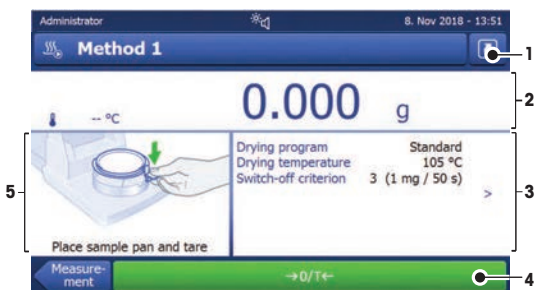 Administrator 8. Nov 2018 - 13:51
Method 1
1
-- °C 0.000 g
2
Drying program Standard
Drying temperature 105 °C
Switch-off criterion 3 (1 mg / 50 s)
>
3
5
Place sample pan and tare
Measure-
ment
→0/T←
4